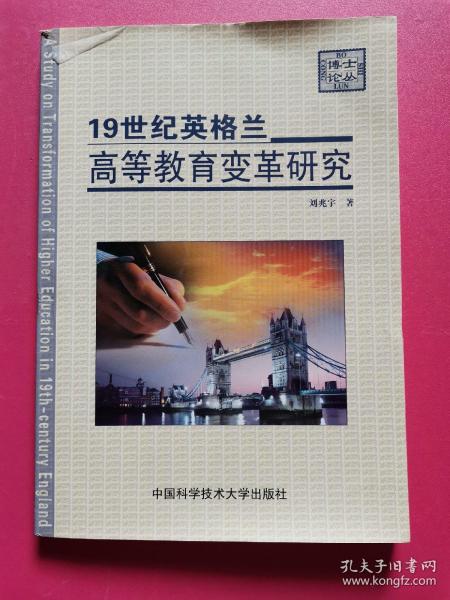 A Study on Transformation of Higher Education in 19th-century England
BO
SHI
CONG
LUN
博士
论丛
19世纪英格兰
高等教育变革研究
刘兆宇 著
中国科学技术大学出版社
孔夫子旧书网
www.kongfz.com